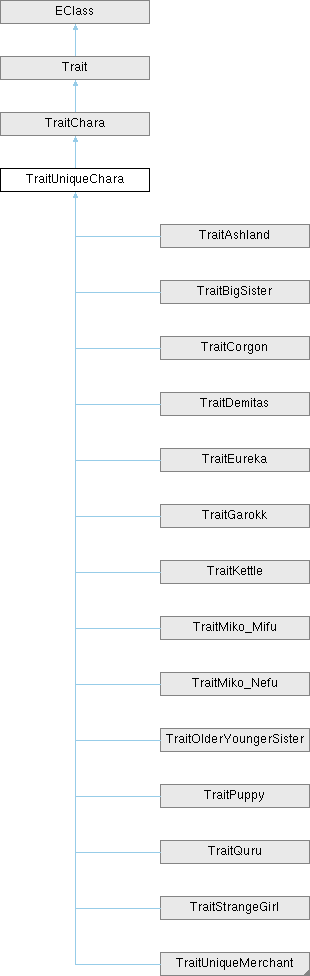 EClass
Trait
TraitChara
TraitUniqueChara
TraitAshland
TraitBigSister
TraitCorgon
TraitDemitas
TraitEureka
TraitGarokk
TraitKettle
TraitMiko_Mifu
TraitMiko_Nefu
TraitOlderYoungerSister
TraitPuppy
TraitQuru
TraitStrangeGirl
TraitUniqueMerchant